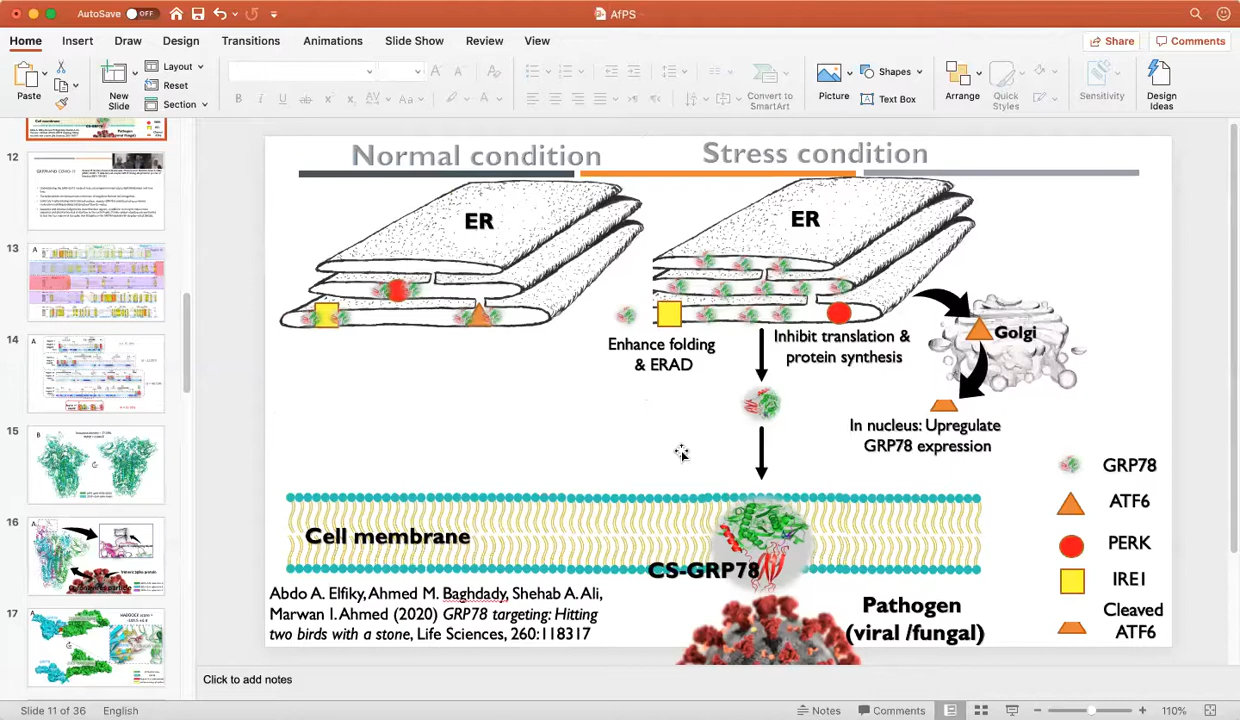 AutoSave OFF
AfPS
Home Insert Draw Design Transitions Animations Slide Show Review View
Share Comments
Paste
New Slide
Layout
Reset
Section
Convert to SmartArt
Picture
Shapes
Text Box
Arrange
Quick Styles
Sensitivity
Design Ideas
12
13
14
15
16
17
Normal condition
Stress condition
ER
ER
Enhance folding
& ERAD
Inhibit translation &
protein synthesis
Golgi
In nucleus: Upregulate
GRP78 expression
GRP78
ATF6
PERK
IRE1
Cleaved
ATF6
Cell membrane
CS-GRP78
Pathogen
(viral /fungal)
Abdo A. Elfiky, Ahmed M. Baghdady, Shehab A. Ali,
Marwan I. Ahmed (2020) GRP78 targeting: Hitting
two birds with a stone, Life Sciences, 260:118317
Click to add notes
Slide 11 of 36 English
Notes Comments 110%